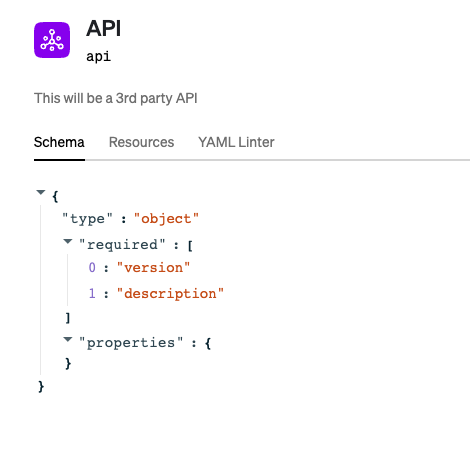 API
api
This will be a 3rd party API
Schema Resources YAML Linter
{
"type" : "object"
"required" : [
0 : "version"
1 : "description"
]
"properties" : {
}
}